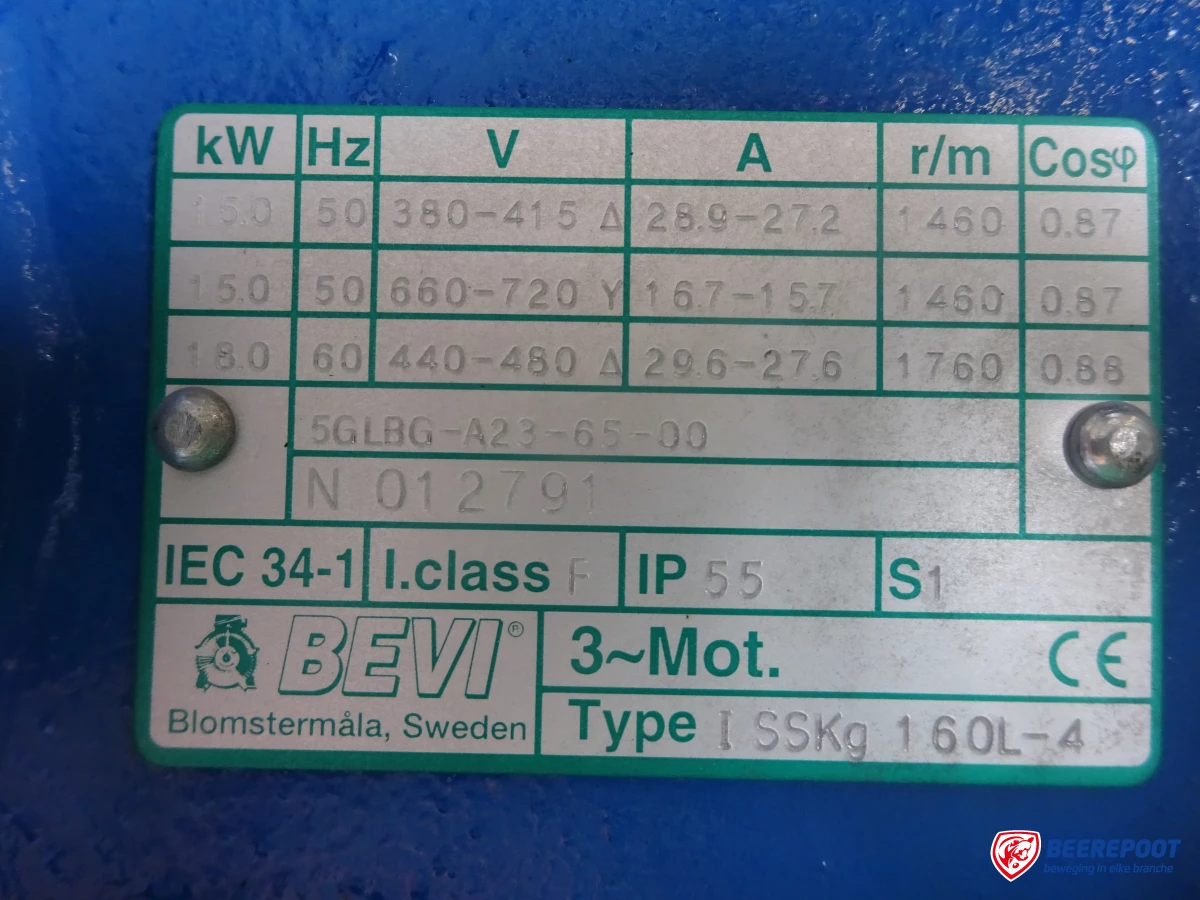 kW Hz V A r/m Cosφ
15.0 50 380-415 Δ 28.9-27.2 1460 0.87
15.0 50 660-720 Y 16.7-15.7 1460 0.87
18.0 60 440-480 Δ 29.6-27.6 1760 0.88
5GLBG-A23-65-00
N 012791
IEC 34-1 I.class F IP 55 S1
BEVI®
Blomstermåla, Sweden
3~Mot. CE
Type ISSKg 160L-4
BEEREPOOT
beweging in elke branche